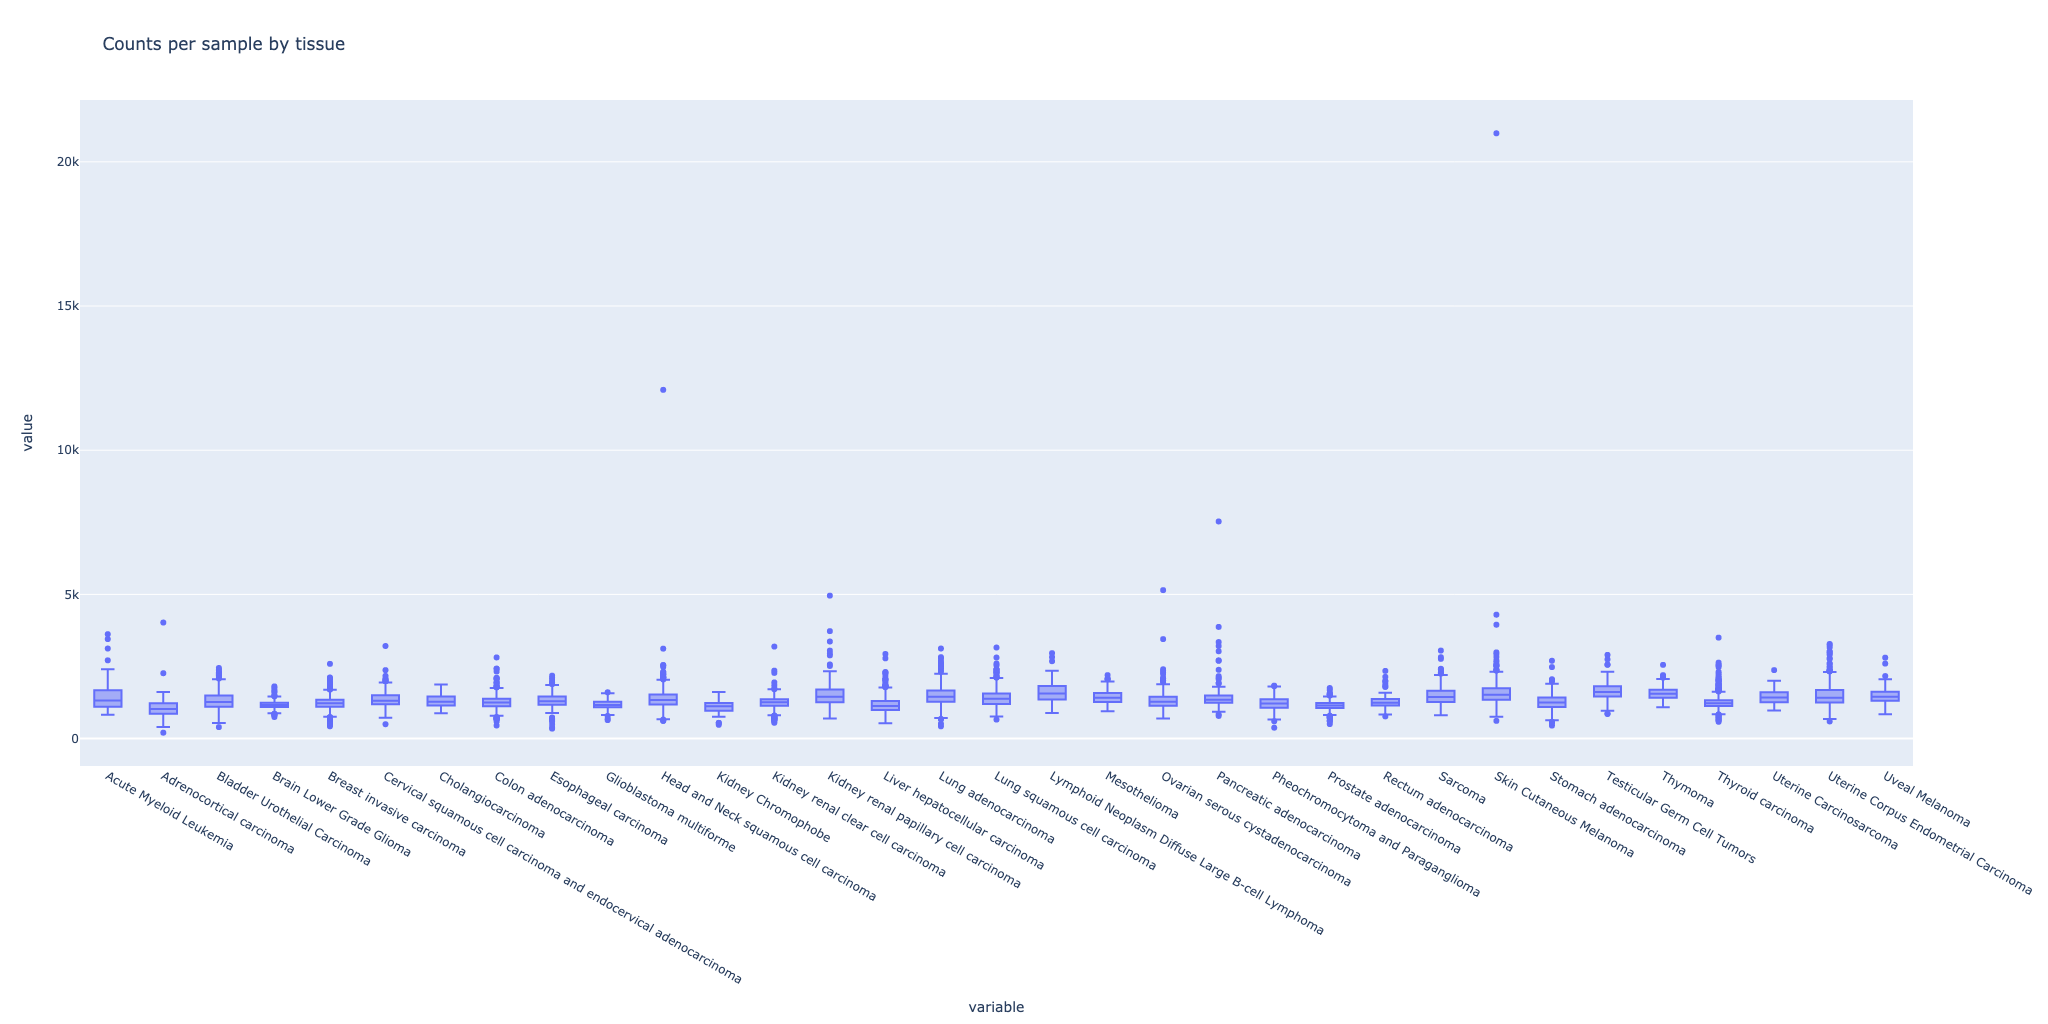 Counts per sample by tissue
20k
15k
10k
5k
0
value
Acute Myeloid Leukemia
Adrenocortical carcinoma
Bladder Urothelial Carcinoma
Brain Lower Grade Glioma
Breast invasive carcinoma
Cervical squamous cell carcinoma and endocervical adenocarcinoma
Cholangiocarcinoma
Colon adenocarcinoma
Esophageal carcinoma
Glioblastoma multiforme
Head and Neck squamous cell carcinoma
Kidney Chromophobe
Kidney renal clear cell carcinoma
Kidney renal papillary cell carcinoma
Liver hepatocellular carcinoma
Lung adenocarcinoma
Lung squamous cell carcinoma
Lymphoid Neoplasm Diffuse Large B-cell Lymphoma
Mesothelioma
Ovarian serous cystadenocarcinoma
Pancreatic adenocarcinoma
Pheochromocytoma and Paraganglioma
Prostate adenocarcinoma
Rectum adenocarcinoma
Sarcoma
Skin Cutaneous Melanoma
Stomach adenocarcinoma
Testicular Germ Cell Tumors
Thymoma
Thyroid carcinoma
Uterine Carcinosarcoma
Uterine Corpus Endometrial Carcinoma
Uveal Melanoma
variable